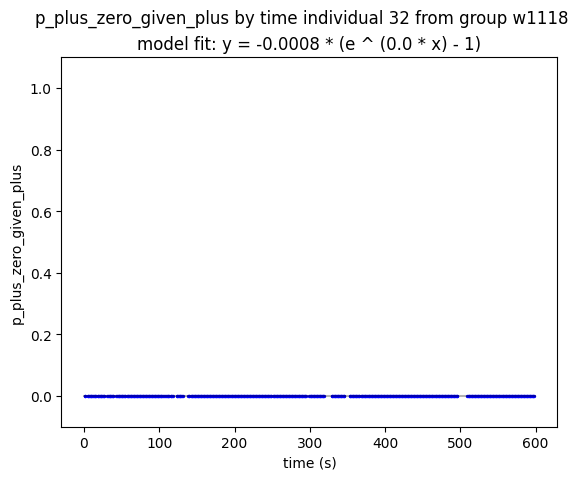 p_plus_zero_given_plus by time individual 32 from group w1118
model fit: y = -0.0008 * (e ^ (0.0 * x) - 1)
p_plus_zero_given_plus
1.0
0.8
0.6
0.4
0.2
0.0
0 100 200 300 400 500 600
time (s)